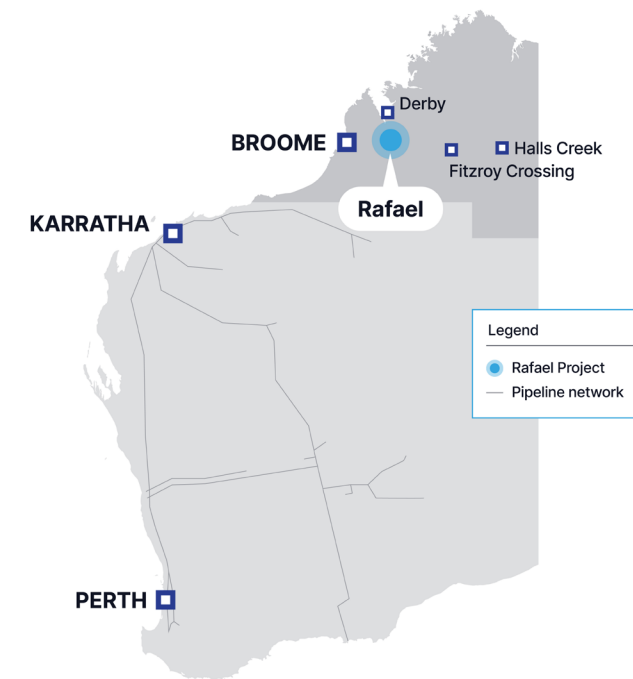 Derby
BROOME
Halls Creek
Fitzroy Crossing
Rafael
KARRATHA
Legend
Rafael Project
Pipeline network
PERTH